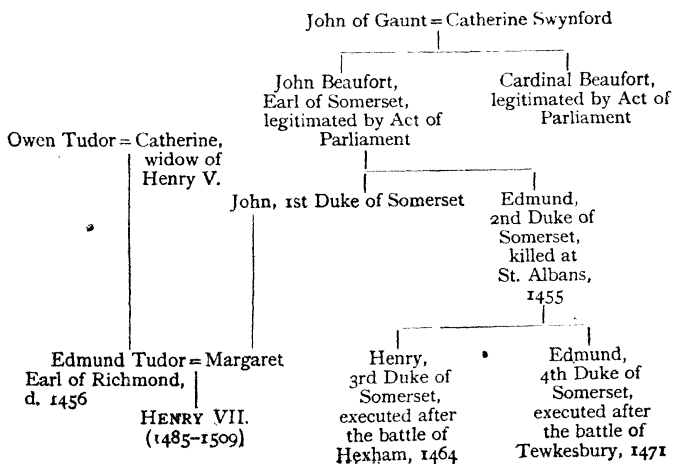 John of Gaunt = Catherine Swynford
John Beaufort,
Earl of Somerset,
legitimated by Act of
Parliament
Cardinal Beaufort,
legitimated by Act of
Parliament
Owen Tudor = Catherine,
widow of
Henry V.
John, 1st Duke of Somerset
Edmund,
2nd Duke of
Somerset,
killed at
St. Albans,
1455
Edmund Tudor = Margaret
Earl of Richmond,
d. 1456
HENRY VII.
(1485–1509)
Henry,
3rd Duke of
Somerset,
executed after
the battle of
Hexham, 1464
Edmund,
4th Duke of
Somerset,
executed after
the battle of
Tewkesbury, 1471